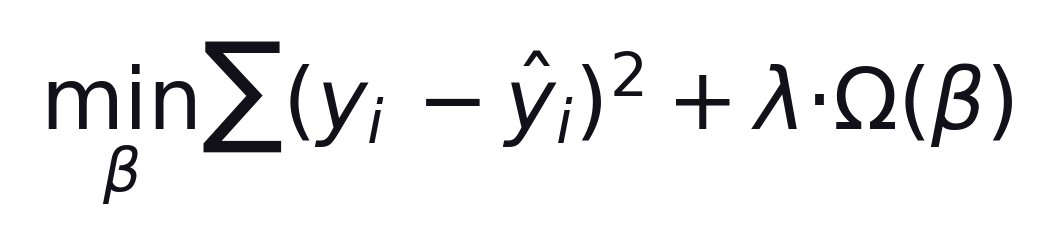 min_β ∑(y_i − ŷ_i)² + λ·Ω(β)